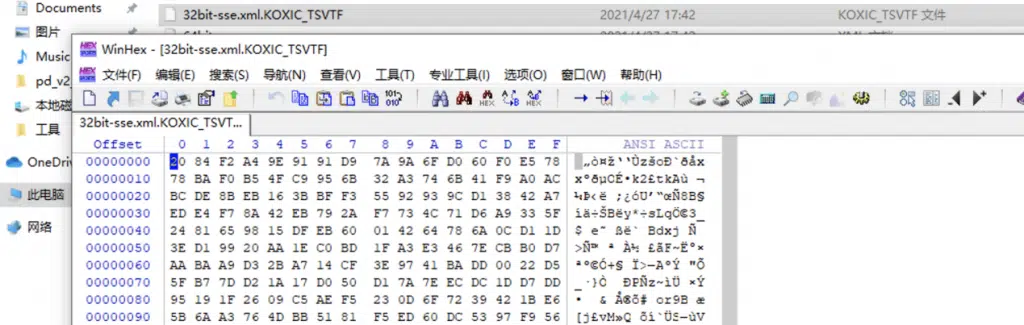 Documents
图片
Music
pd_v2
本地磁
工具
OneDriv
此电脑
网络
32bit-sse.xml.KOXIC_TSVTF 2021/4/27 17:42 KOXIC_TSVTF 文件
WinHex - [32bit-sse.xml.KOXIC_TSVTF]
文件(F) 编辑(E) 搜索(S) 导航(N) 查看(V) 工具(T) 专业工具(I) 选项(O) 窗口(W) 帮助(H)
32bit-sse.xml.KOXIC_TSVT...
Offset 0 1 2 3 4 5 6 7 8 9 A B C D E F ANSI ASCII
00000000 20 84 F2 A4 9E 91 91 D9 7A 9A 6F D0 60 F0 E5 78 „ò¤ž‘‘ÙzšoÐ`ðåx
00000010 78 BA F0 B5 4F C9 95 6B 32 A3 74 6B 41 F9 A0 AC xºðµOÉ•k2£tkAù ¬
00000020 BC DE 8B EB 16 3B BF F3 55 92 93 9C D1 38 42 A7 ¼Þ‹ë ;¿óU’“œÑ8B§
00000030 ED E4 F7 8A 42 EB 79 2A F7 73 4C 71 D6 A9 33 5F íä÷ŠBëy*÷sLqÖ©3_
00000040 24 81 65 98 15 DF EB 60 01 42 64 78 6A 0C D1 1D $ e˜ ßë` Bdxj Ñ
00000050 3E D1 99 20 AA 1E C0 BD 1F A3 E3 46 7E CB B0 D7 >Ñ™ ª À½ £ãF~Ë°×
00000060 AA BA A9 D3 2B A7 14 CF 3E 97 41 BA DD 00 22 D5 ªº©Ó+§ Ï>—AºÝ "Õ
00000070 5F B7 7D D2 1A 17 D0 50 D1 7A 7E EC DC 1D D7 DD _·}Ò ÐPÑz~ìÜ ×Ý
00000080 95 19 1F 26 09 C5 AE F5 23 0D 6F 72 39 42 1B E6 • & Å®õ# or9B æ
00000090 5B 6A A3 76 4D BB 51 81 F5 ED 60 DC 53 97 F9 56 [j£vM»Q õí`ÜS—ùV